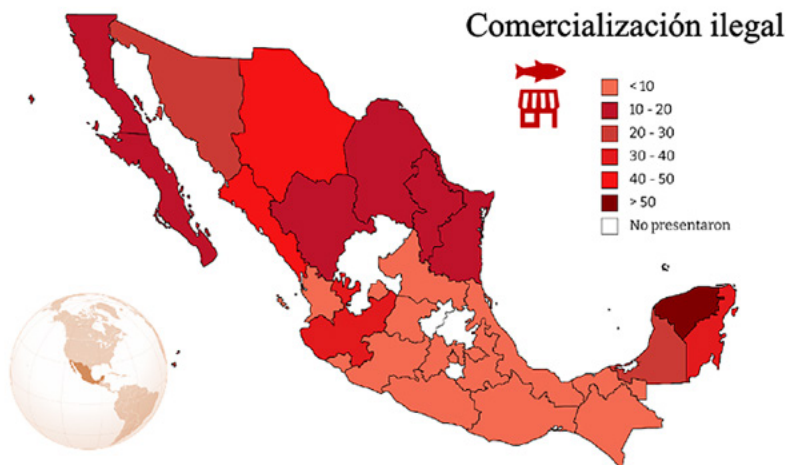 Comercialización ilegal
< 10
10 - 20
20 - 30
30 - 40
40 - 50
> 50
No presentaron